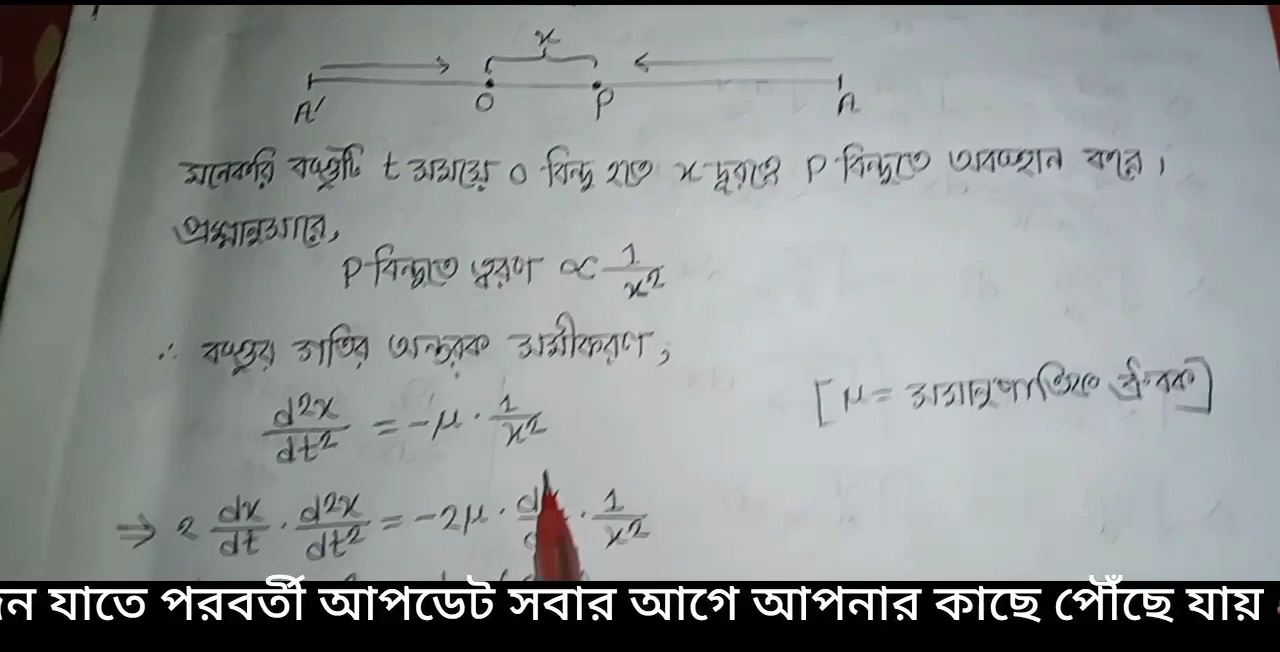 x
A' O P A
মনেকরি বস্তুটি t সময়ে O বিন্দু হতে x দূরত্বে P বিন্দুতে অবস্থান করে।
প্রশ্নানুসারে,
P বিন্দুতে ত্বরণ ∝ 1/x²
∴ বস্তুর গতির অন্তরক সমীকরণ,
d²x/dt² = -μ · 1/x² [μ = সমানুপাতিক ধ্রুবক]
⇒ 2 dx/dt · d²x/dt² = -2μ · · 1/x²
যাতে পরবর্তী আপডেট সবার আগে আপনার কাছে পৌঁছে যায়